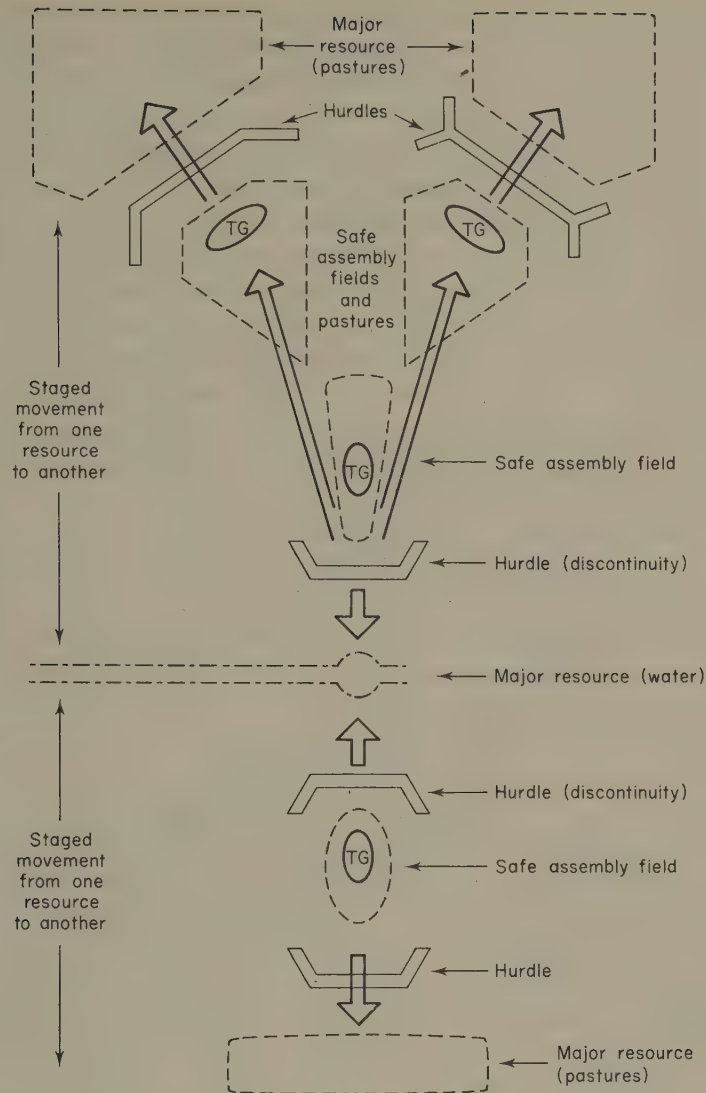 Major
resource
(pastures)
Hurdles
TG
TG
Safe
assembly
fields
and
pastures
Staged
movement
from one
resource
to another
TG
Safe assembly field
Hurdle (discontinuity)
Major resource (water)
Hurdle (discontinuity)
Staged
movement
from one
resource
to another
TG
Safe assembly field
Hurdle
Major resource
(pastures)